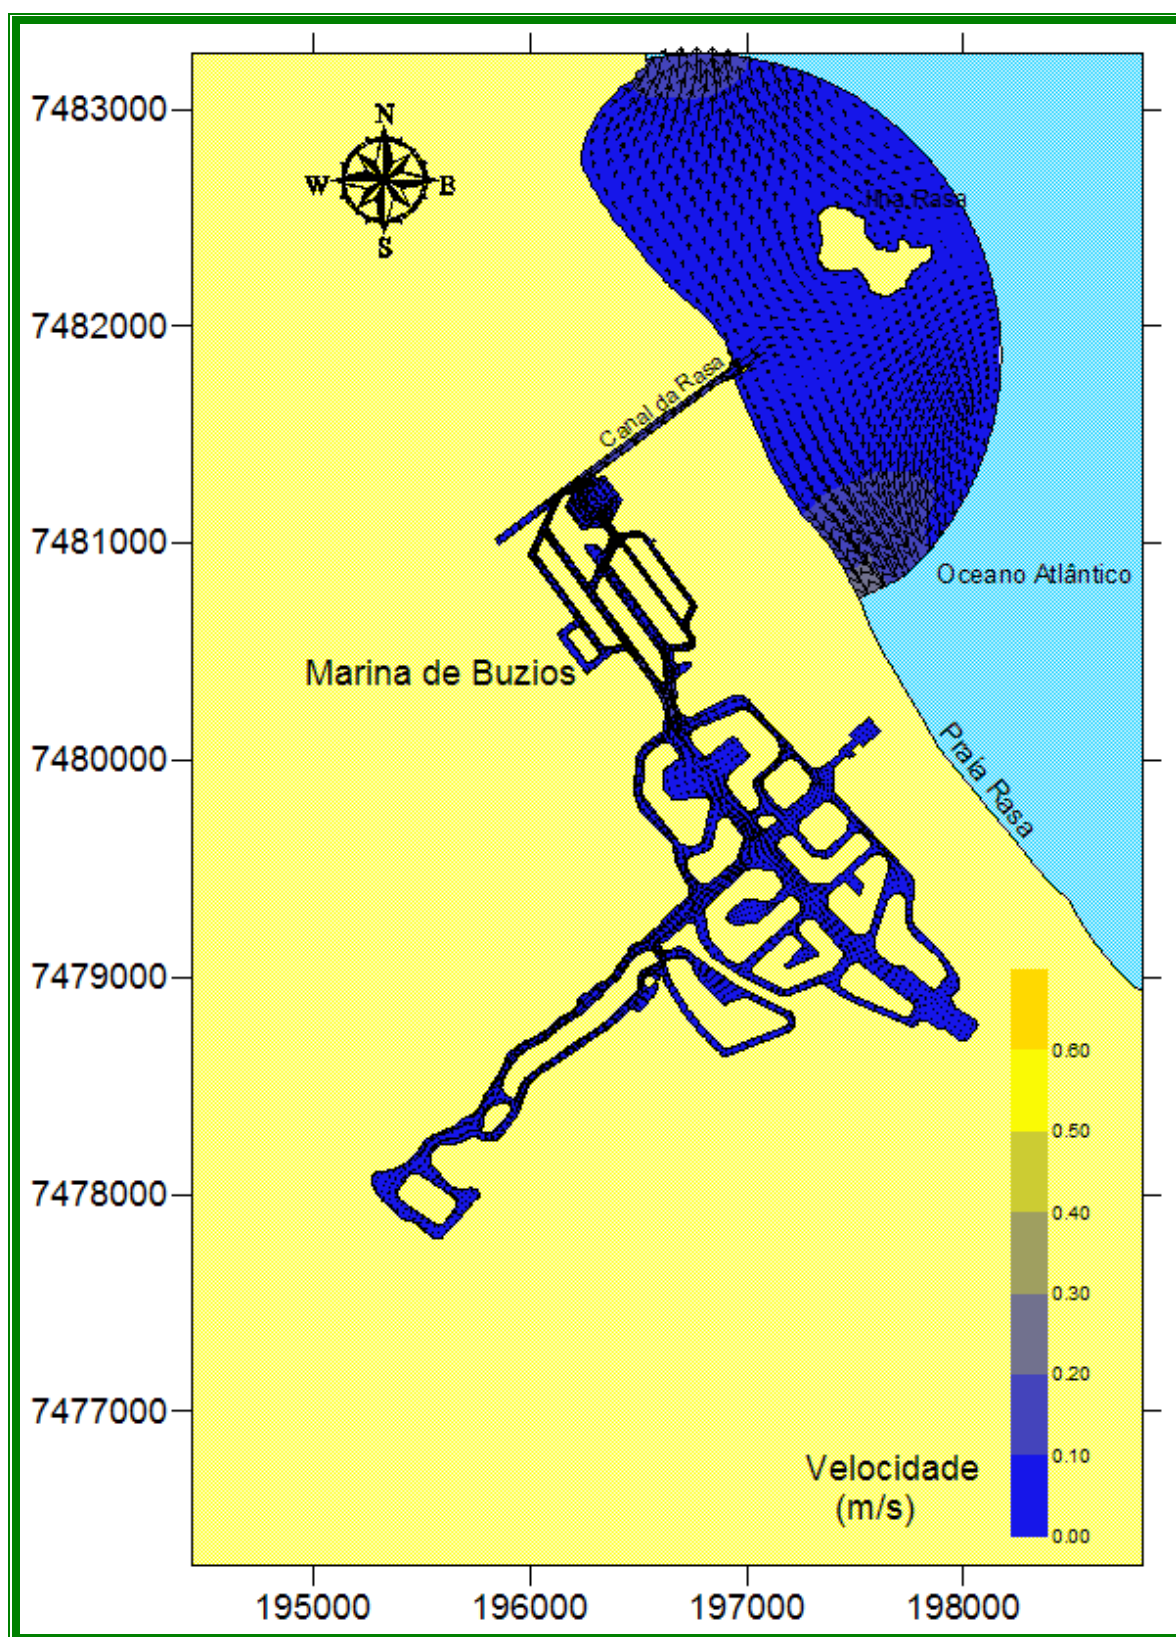 7483000
7482000
7481000
7480000
7479000
7478000
7477000
N
W
E
S
Ilha Rasa
Canal da Rasa
Oceano Atlântico
Marina de Buzios
Praía Rasa
0.60
0.50
0.40
0.30
0.20
0.10
0.00
Velocidade
(m/s)
195000
196000
197000
198000